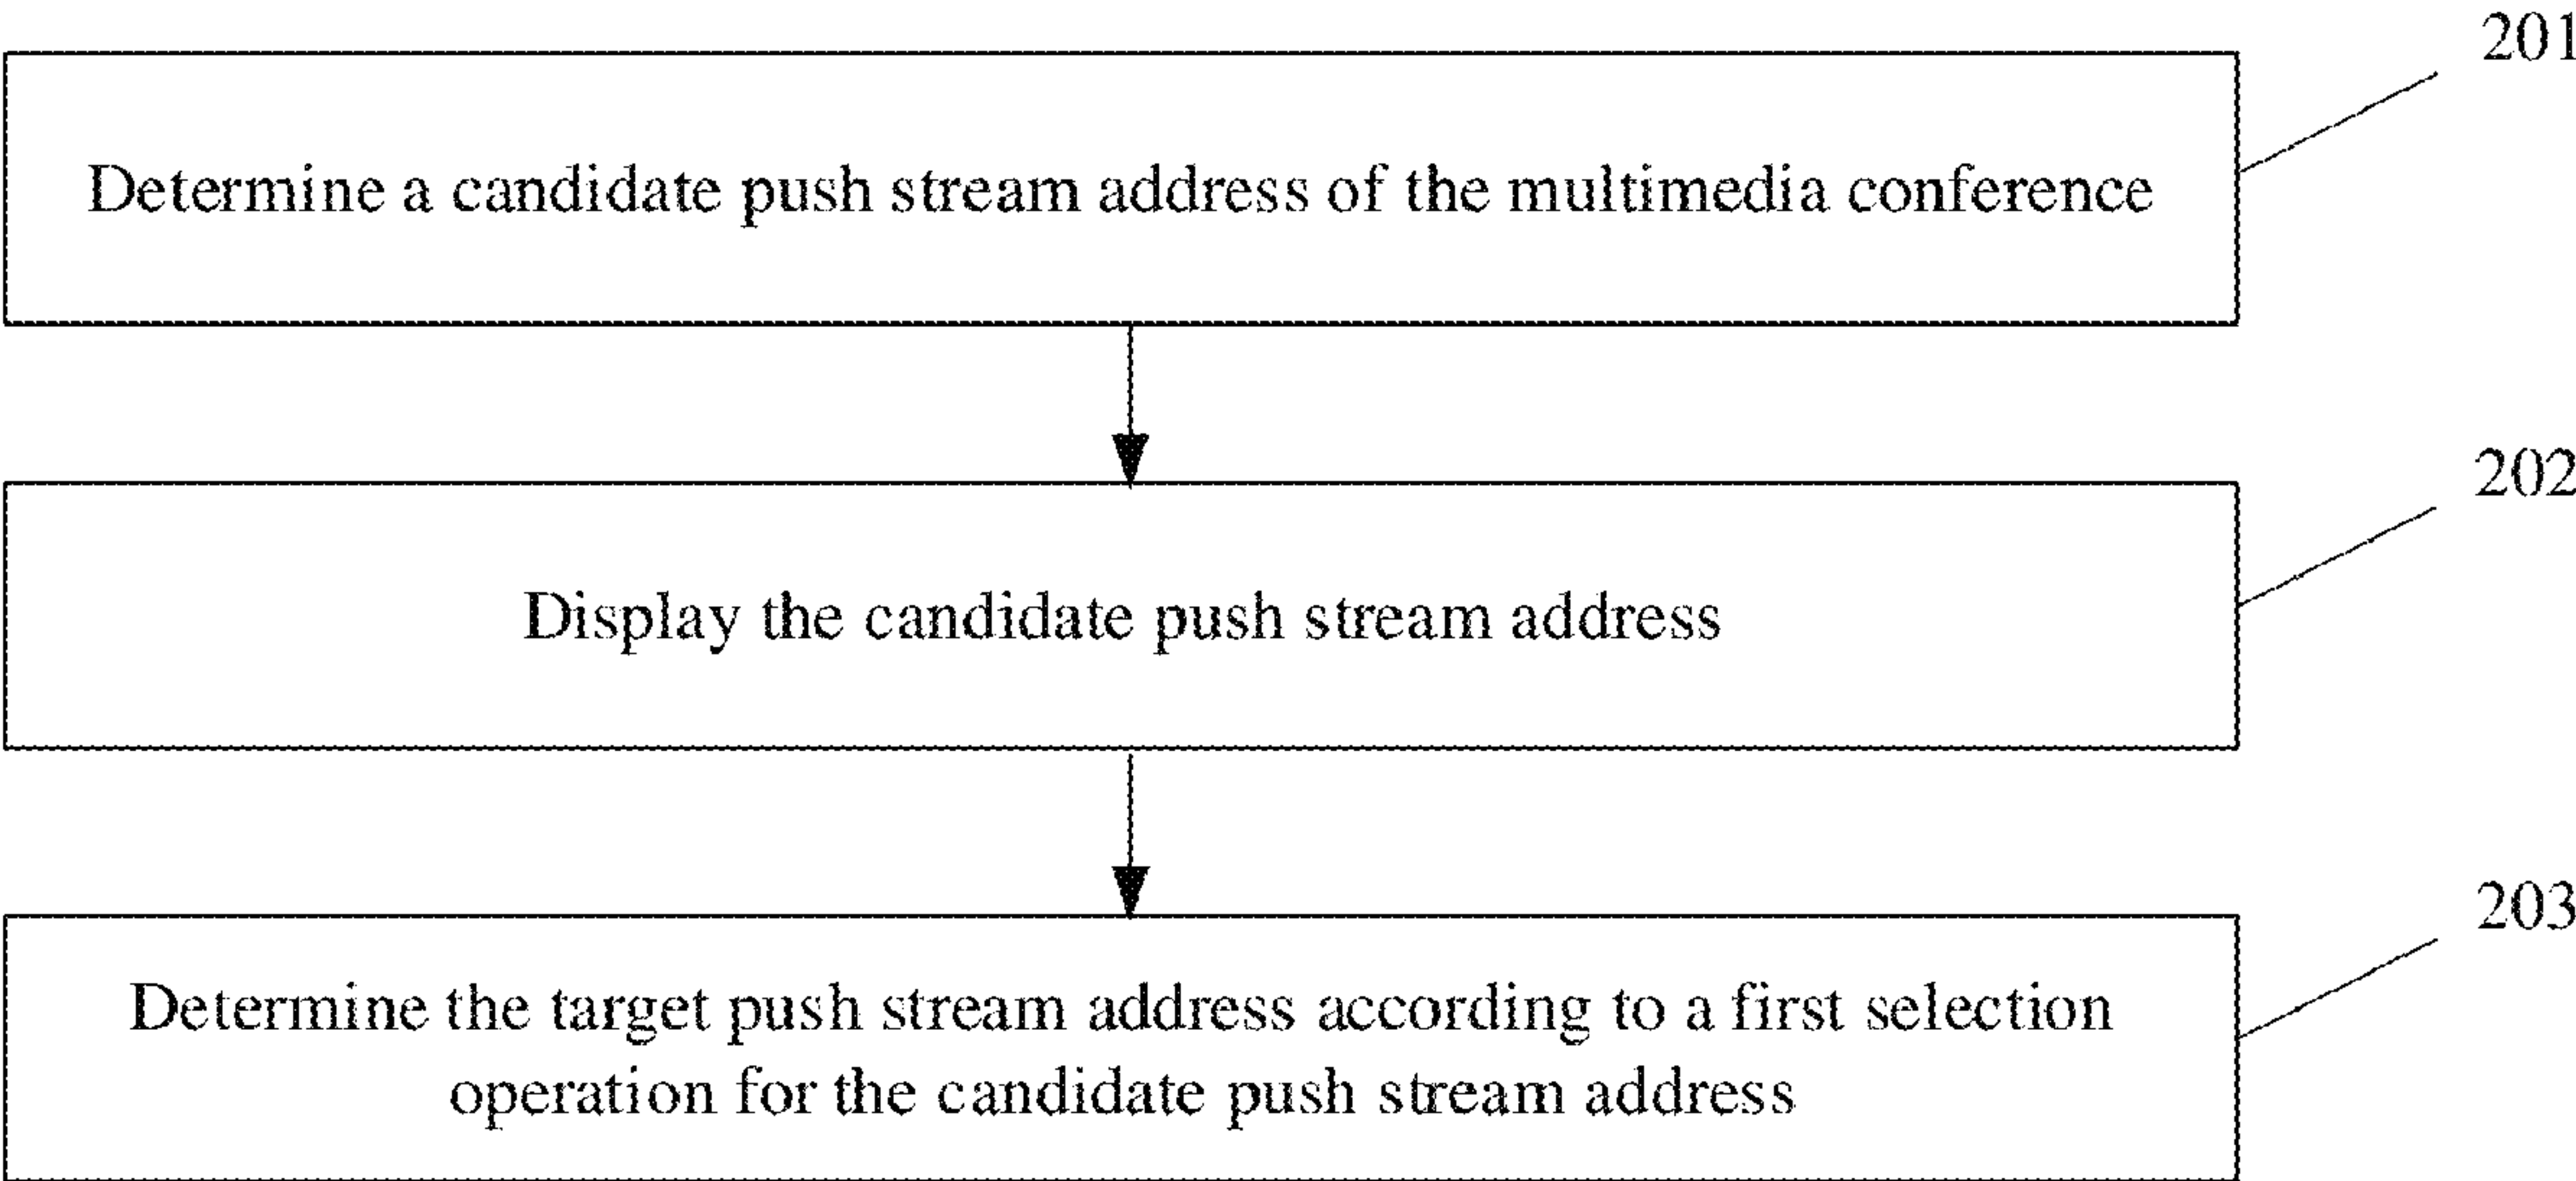 201
Determine a candidate push stream address of the multimedia conference
202
Display the candidate push stream address
203
Determine the target push stream address according to a first selection
operation for the candidate push stream address